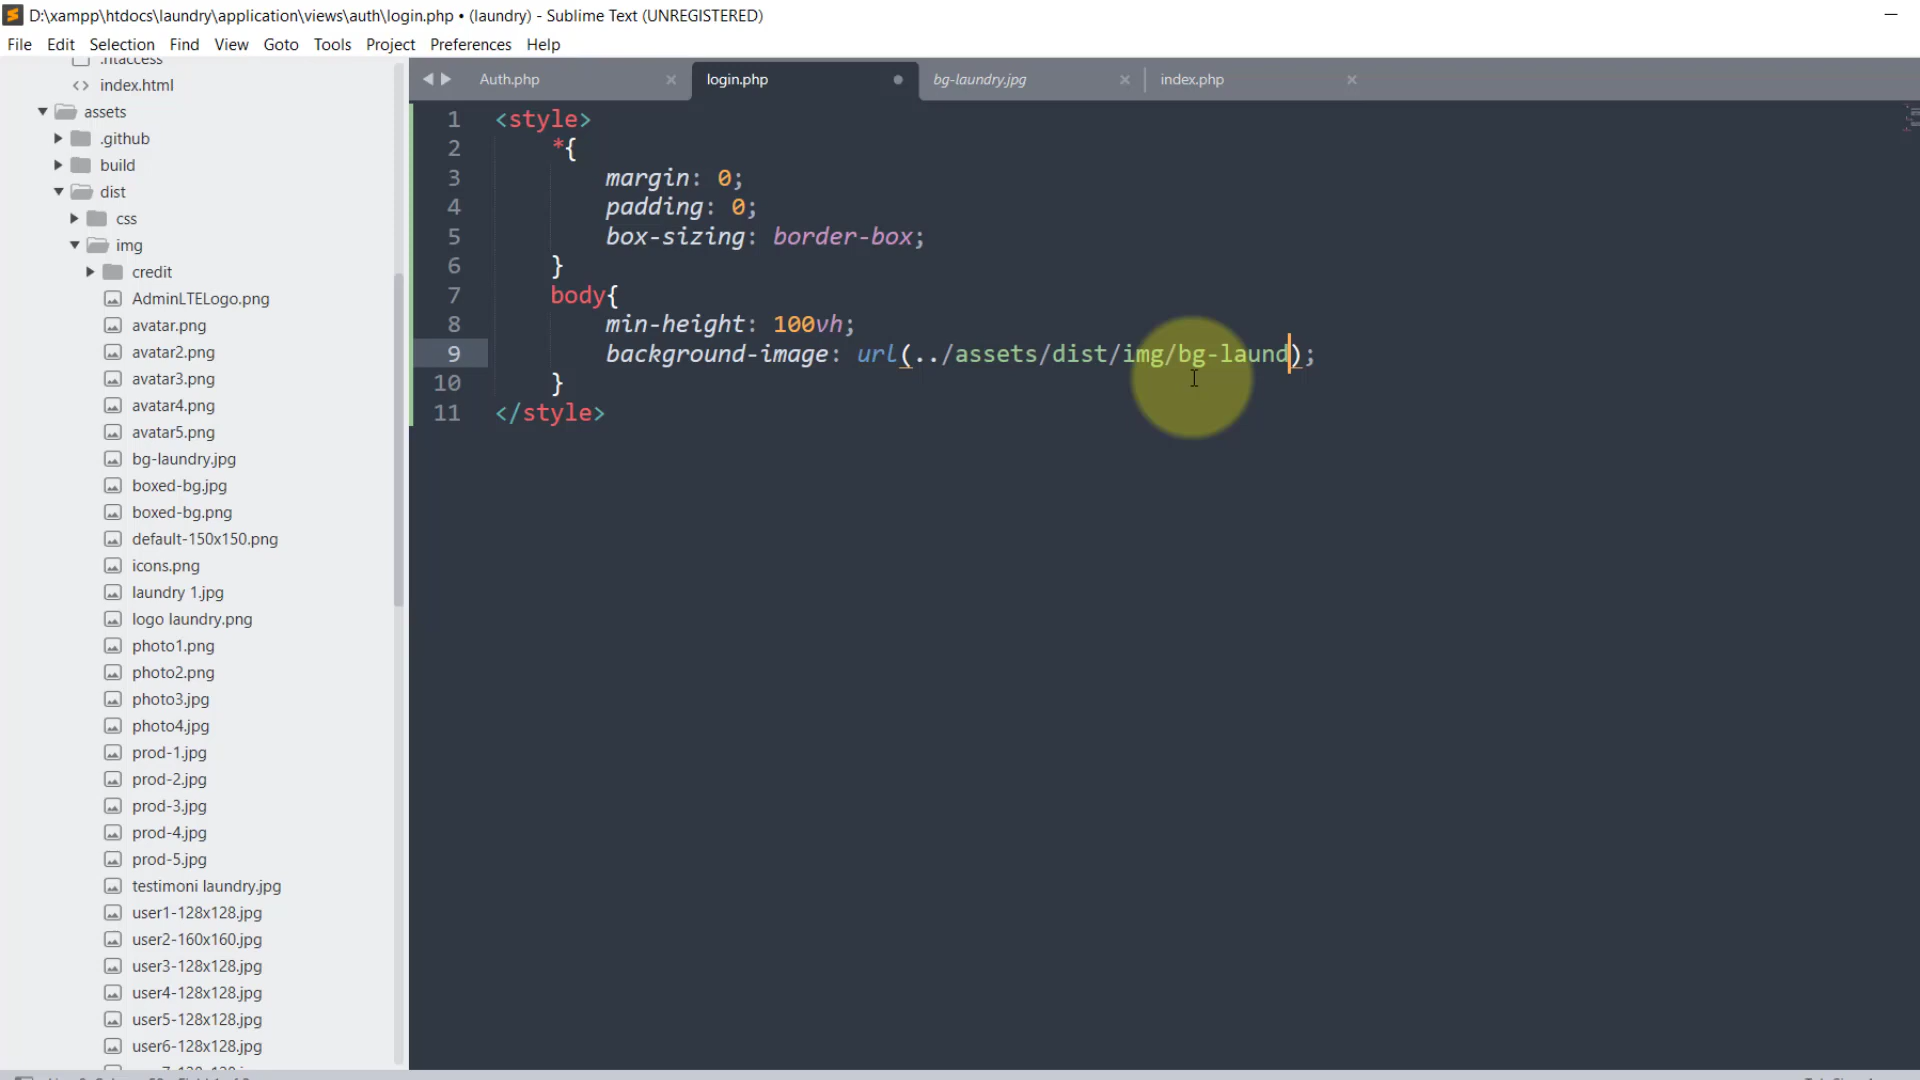 D:\xampp\htdocs\laundry\application\views\auth\login.php • (laundry) - Sublime Text (UNREGISTERED)
File Edit Selection Find View Goto Tools Project Preferences Help
.htaccess
index.html
assets
.github
build
dist
css
img
credit
AdminLTELogo.png
avatar.png
avatar2.png
avatar3.png
avatar4.png
avatar5.png
bg-laundry.jpg
boxed-bg.jpg
boxed-bg.png
default-150x150.png
icons.png
laundry 1.jpg
logo laundry.png
photo1.png
photo2.png
photo3.jpg
photo4.jpg
prod-1.jpg
prod-2.jpg
prod-3.jpg
prod-4.jpg
prod-5.jpg
testimoni laundry.jpg
user1-128x128.jpg
user2-160x160.jpg
user3-128x128.jpg
user4-128x128.jpg
user5-128x128.jpg
user6-128x128.jpg
Auth.php login.php bg-laundry.jpg index.php
1 <style>
2 *{
3 margin: 0;
4 padding: 0;
5 box-sizing: border-box;
6 }
7 body{
8 min-height: 100vh;
9 background-image: url(../assets/dist/img/bg-laund);
10 }
11 </style>